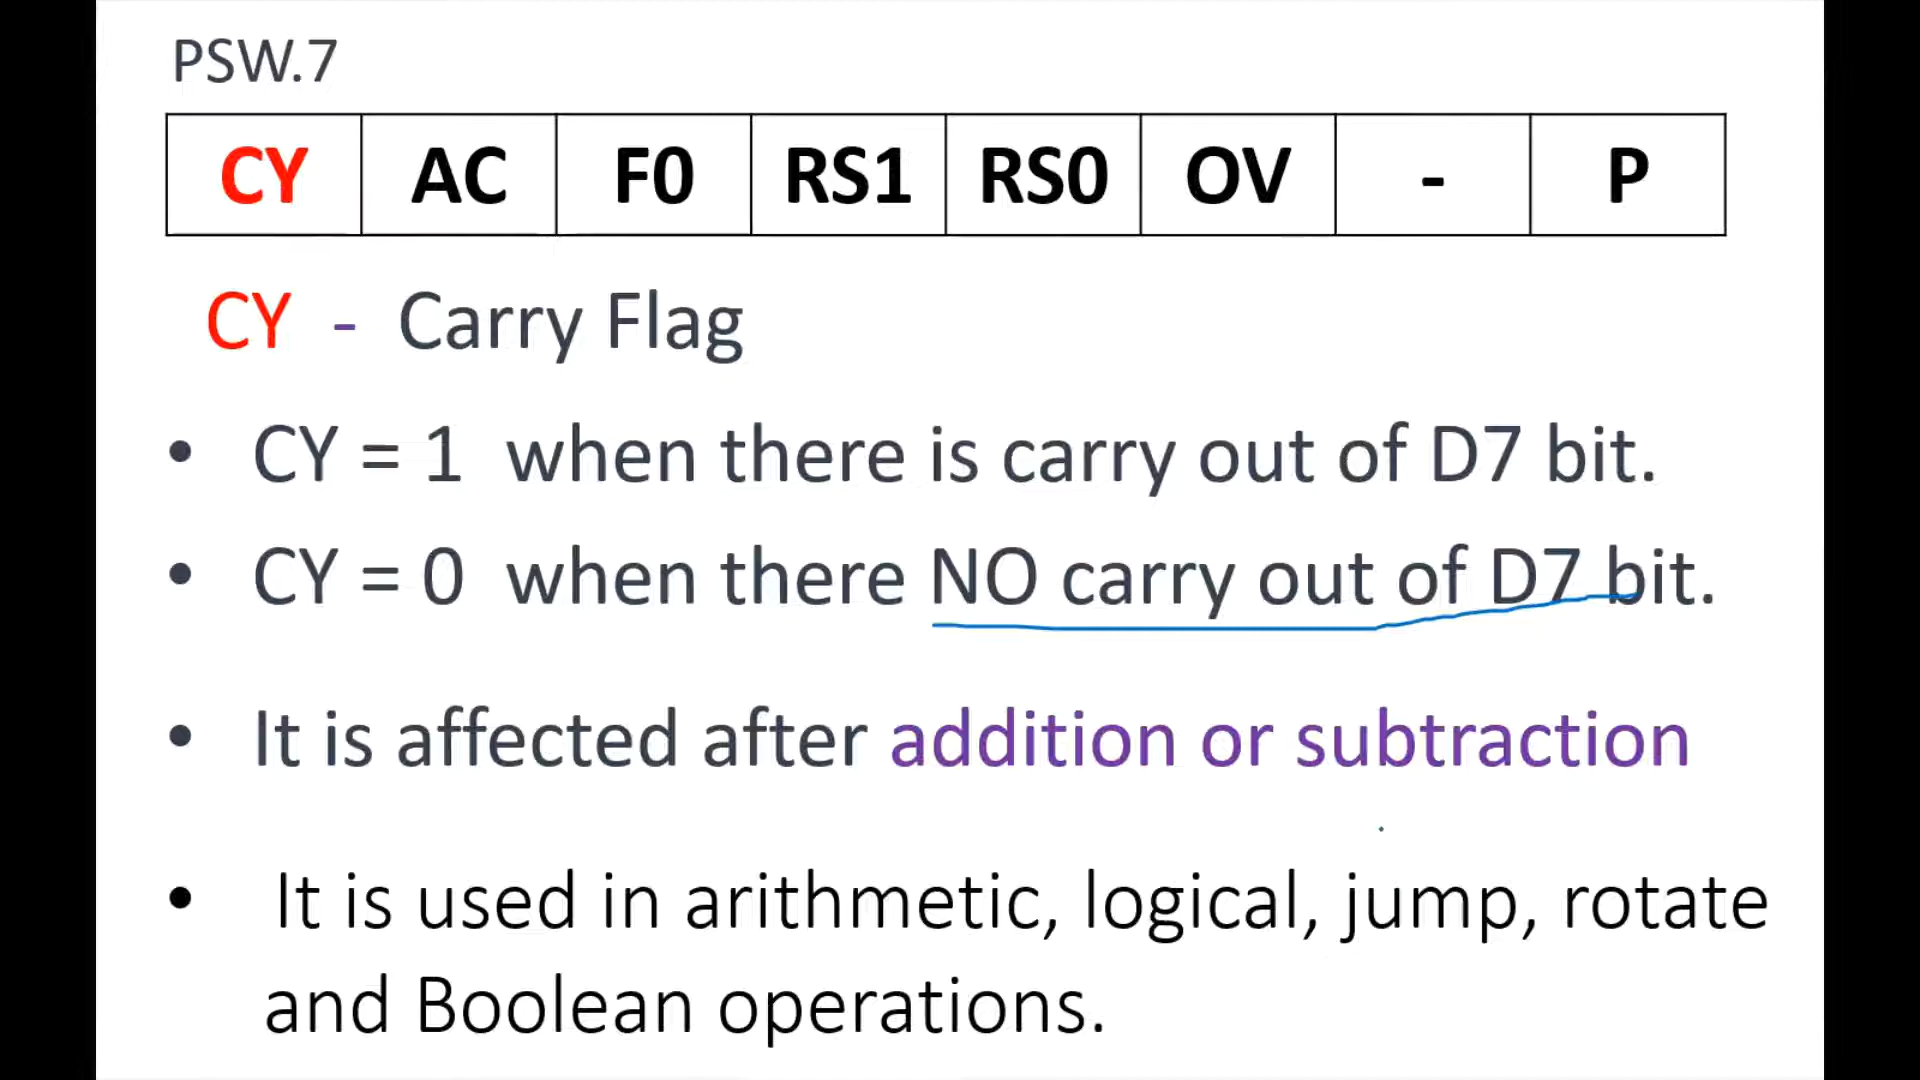 PSW.7
CY AC F0 RS1 RS0 OV - P
CY - Carry Flag
• CY = 1 when there is carry out of D7 bit.
• CY = 0 when there NO carry out of D7 bit.
• It is affected after addition or subtraction
• It is used in arithmetic, logical, jump, rotate
and Boolean operations.